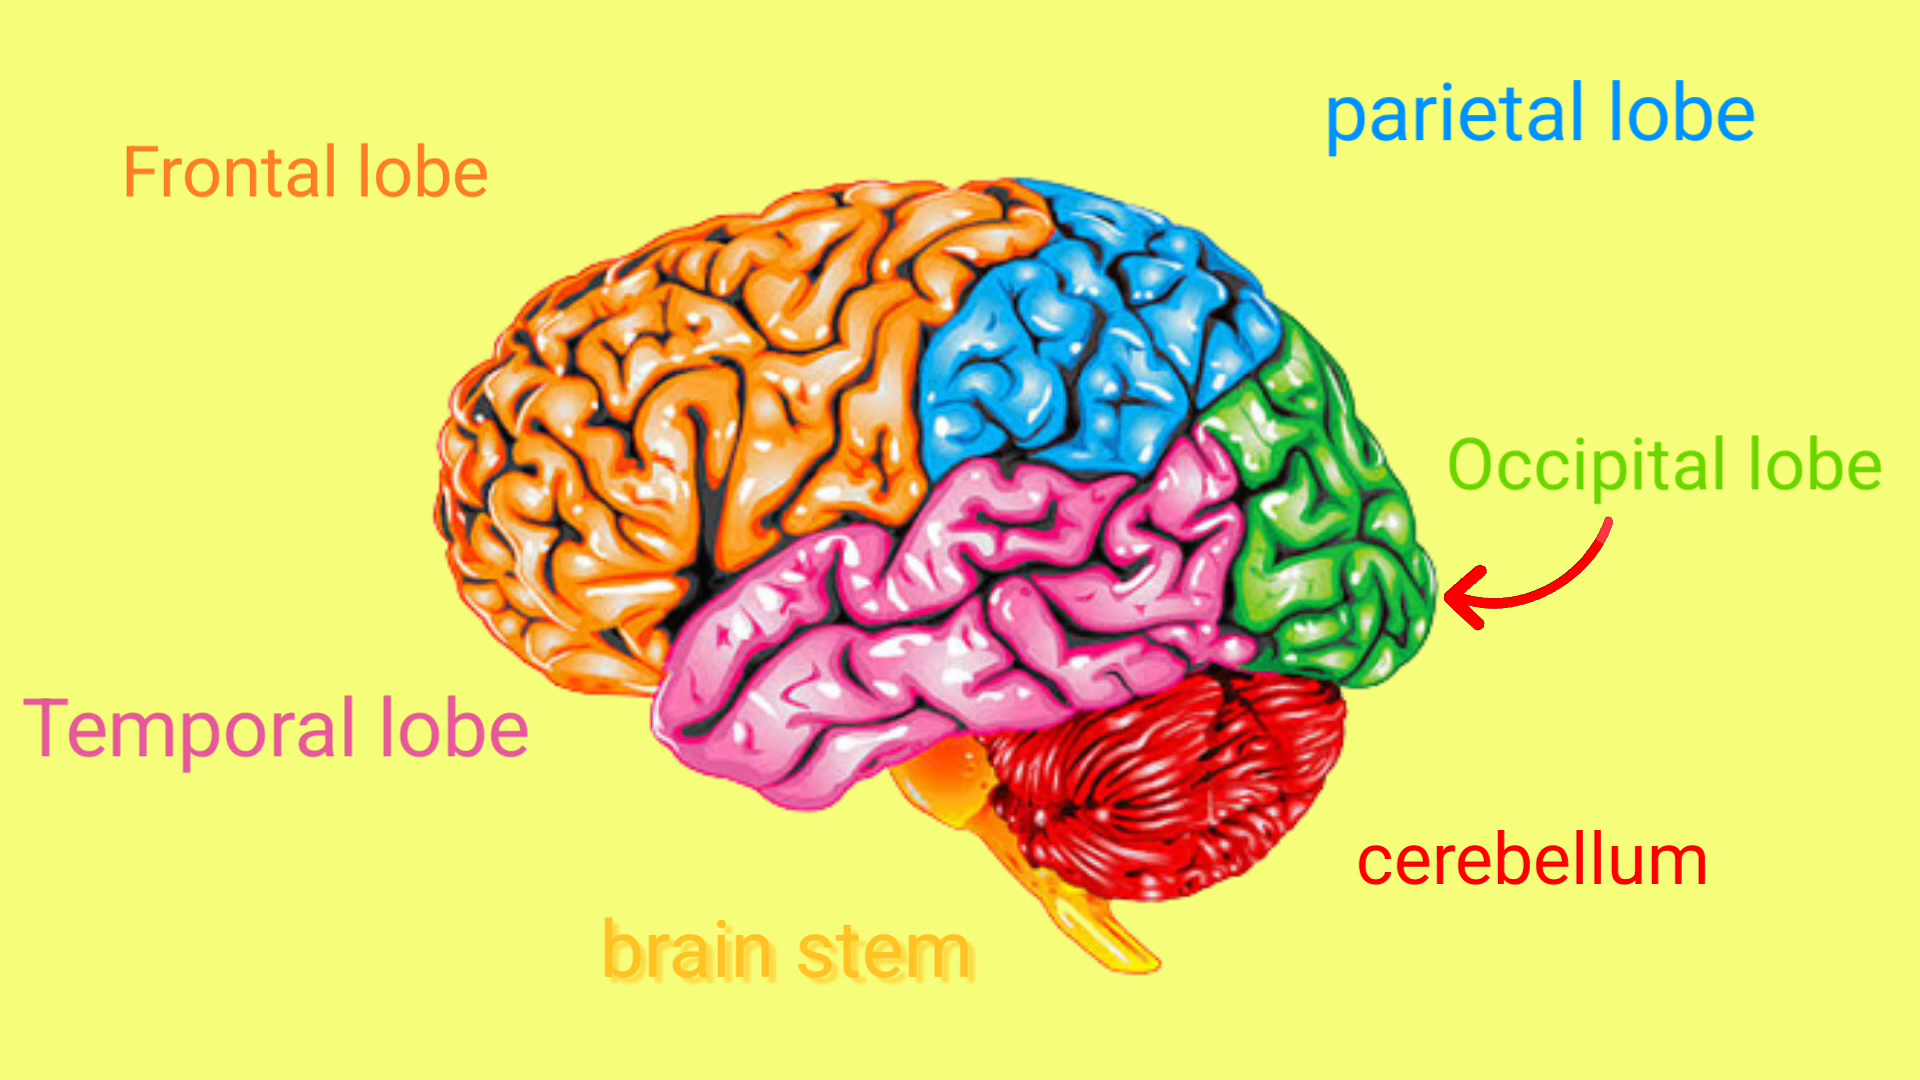 parietal lobe
Frontal lobe
Occipital lobe
Temporal lobe
cerebellum
brain stem